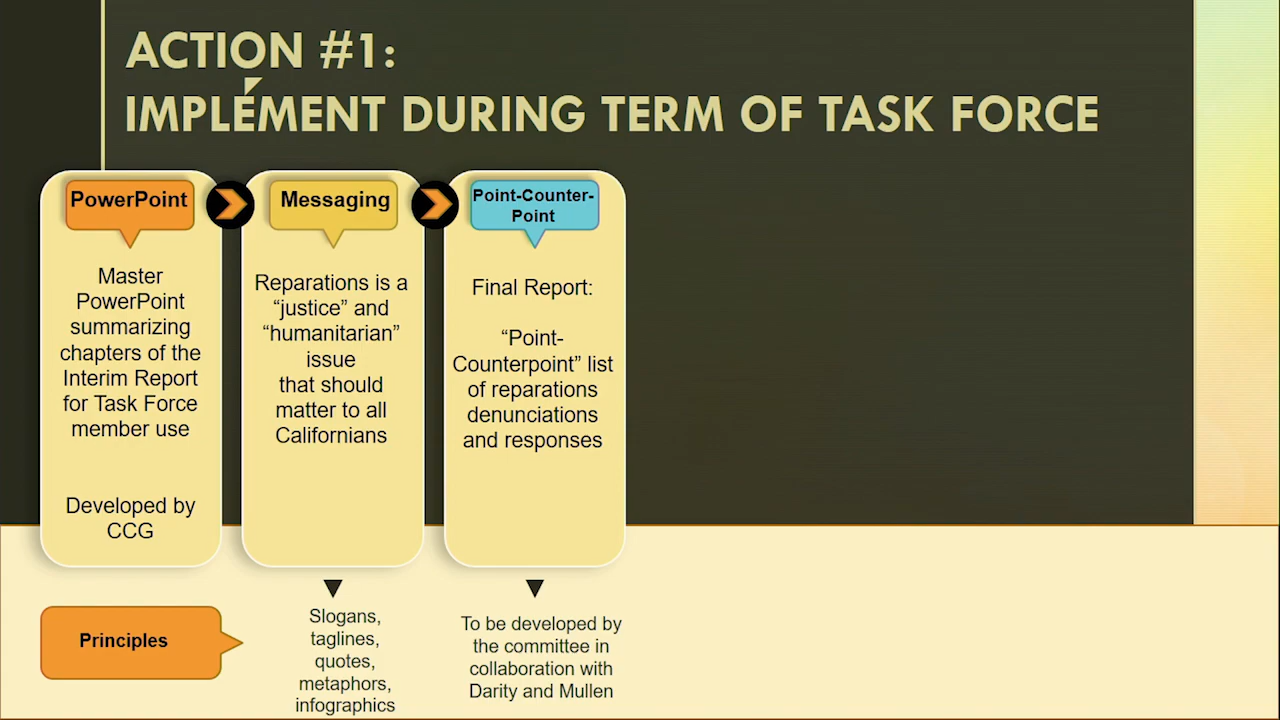 ACTION #1:
IMPLEMENT DURING TERM OF TASK FORCE
PowerPoint
Master
PowerPoint
summarizing
chapters of the
Interim Report
for Task Force
member use
Developed by
CCG
Messaging
Reparations is a
“justice” and
“humanitarian”
issue
that should
matter to all
Californians
Point-Counter-
Point
Final Report:
“Point-
Counterpoint” list
of reparations
denunciations
and responses
Principles
Slogans,
taglines,
quotes,
metaphors,
infographics
To be developed by
the committee in
collaboration with
Darity and Mullen